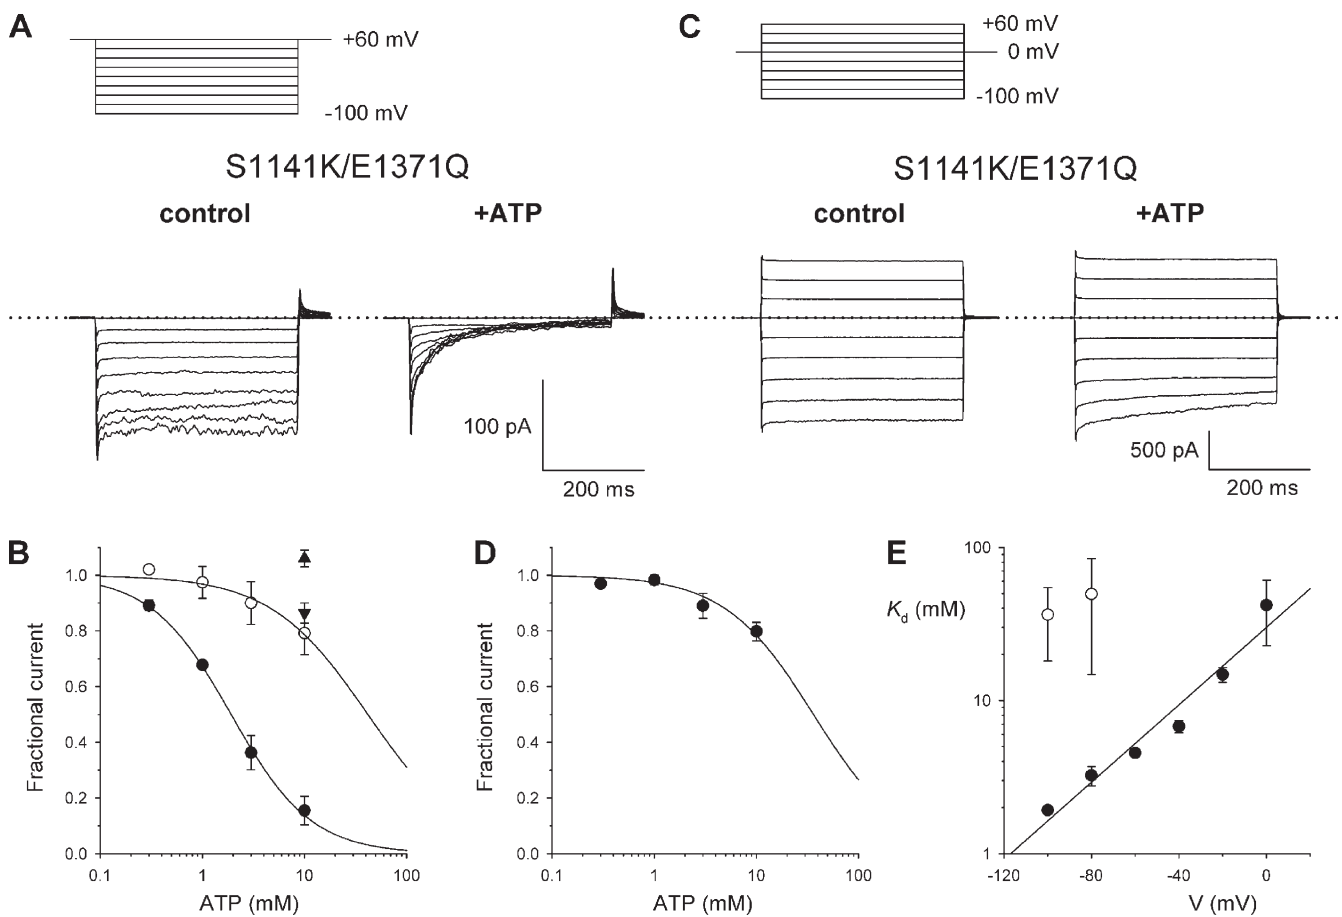 A
+60 mV
-100 mV
S1141K/E1371Q
control
+ATP
100 pA
200 ms
C
+60 mV
0 mV
-100 mV
S1141K/E1371Q
control
+ATP
500 pA
200 ms
B
Fractional current
1.0
0.8
0.6
0.4
0.2
0.0
0.1
1
10
100
ATP (mM)
D
Fractional current
1.0
0.8
0.6
0.4
0.2
0.0
0.1
1
10
100
ATP (mM)
E
Kd (mM)
100
10
1
-120
-80
-40
0
V (mV)